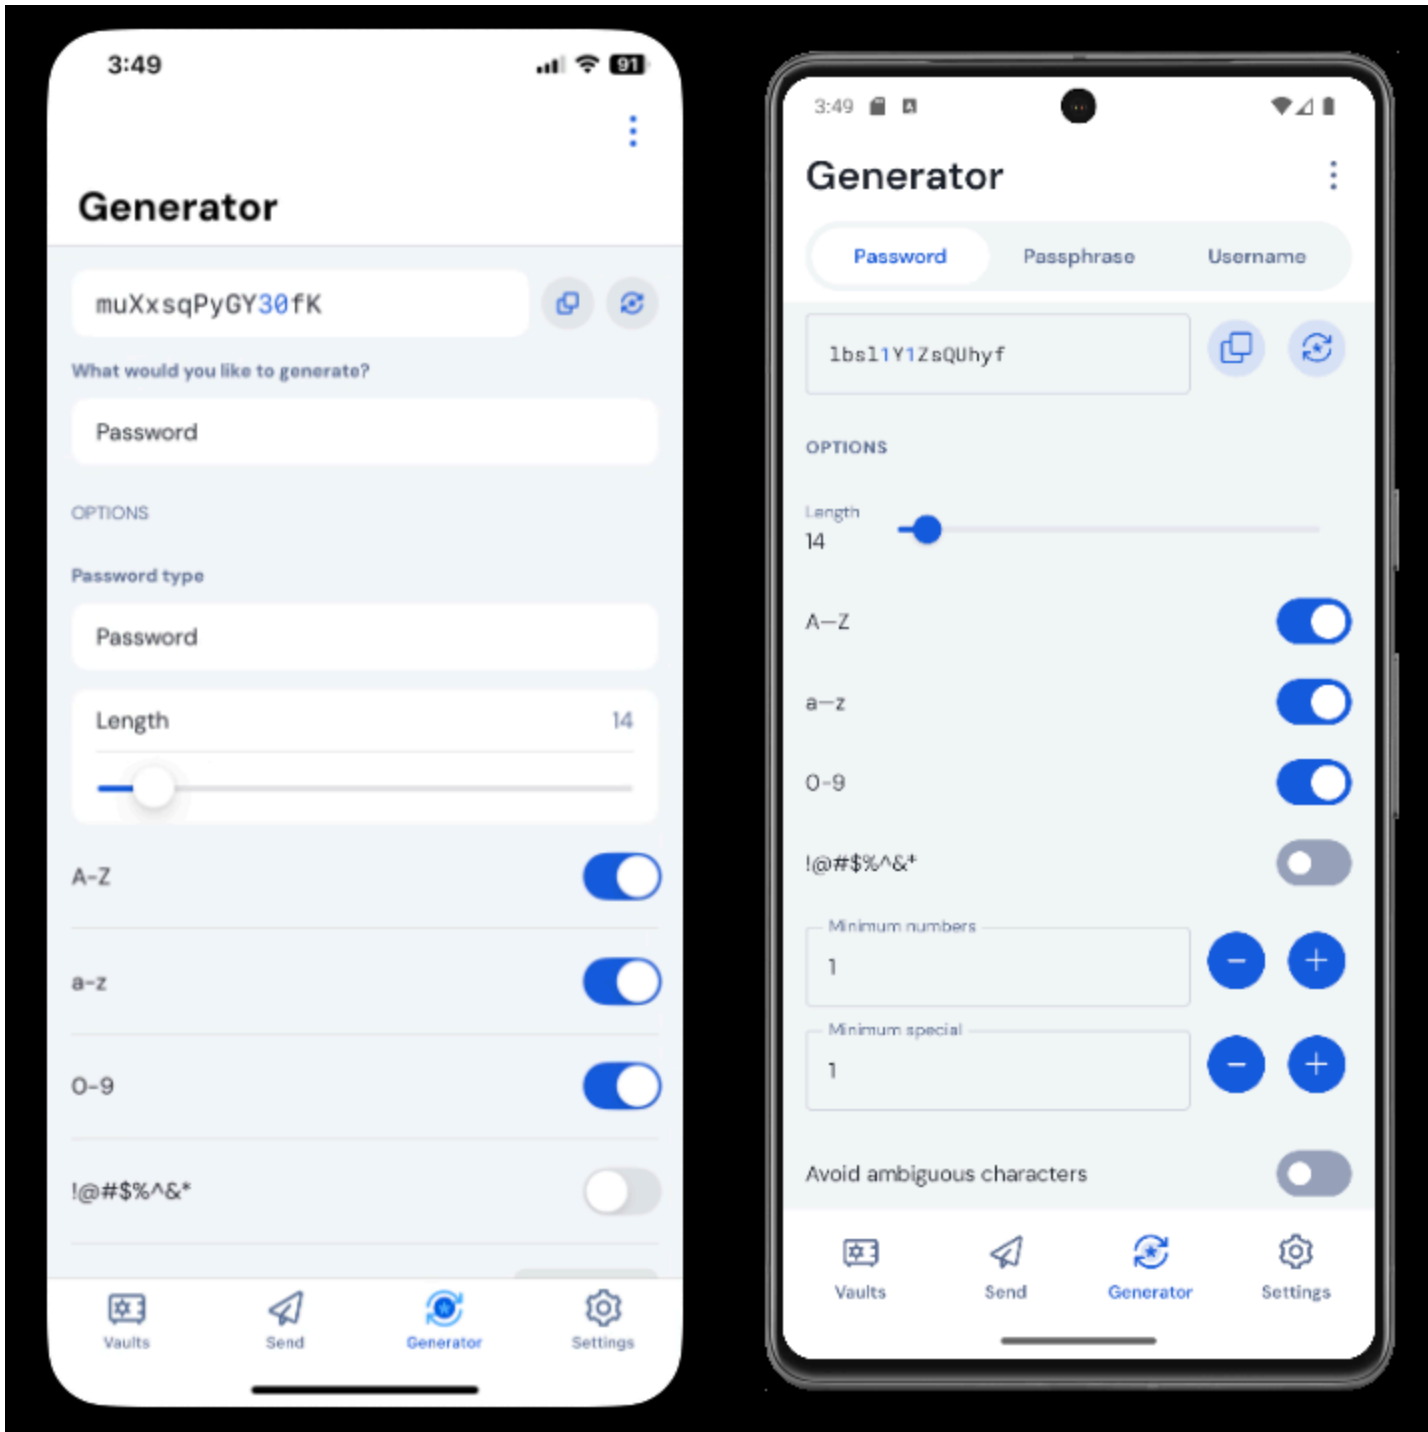 3:49
91
Generator
muXxsqPyGY30fK
What would you like to generate?
Password
OPTIONS
Password type
Password
Length 14
A-Z
a-z
0-9
!@#$%^&*
Vaults Send Generator Settings
3:49
Generator
Password Passphrase Username
lbsl1Y1ZsQUhyf
OPTIONS
Length
14
A—Z
a—z
0-9
!@#$%^&*
Minimum numbers
1
Minimum special
1
Avoid ambiguous characters
Vaults Send Generator Settings